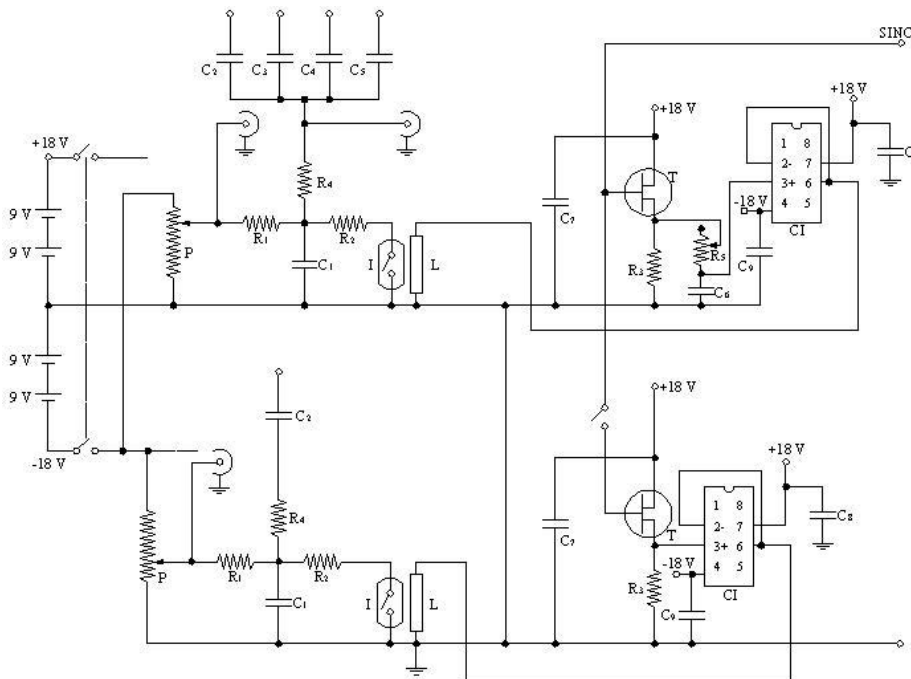 SINC
C2 C3 C4 C5
+18 V
+18 V
+18 V
R4
C7
T
1 8
2- 7
3+ 6
4 5
CI
C
9 V
9 V
P
R1
R2
C1
I
L
R3
R5
C6
-18 V
C9
9 V
9 V
-18 V
C2
+18 V
+18 V
R4
C7
T
1 8
2- 7
3+ 6
4 5
CI
C8
P
R1
R2
C1
I
L
R3
-18 V
C9